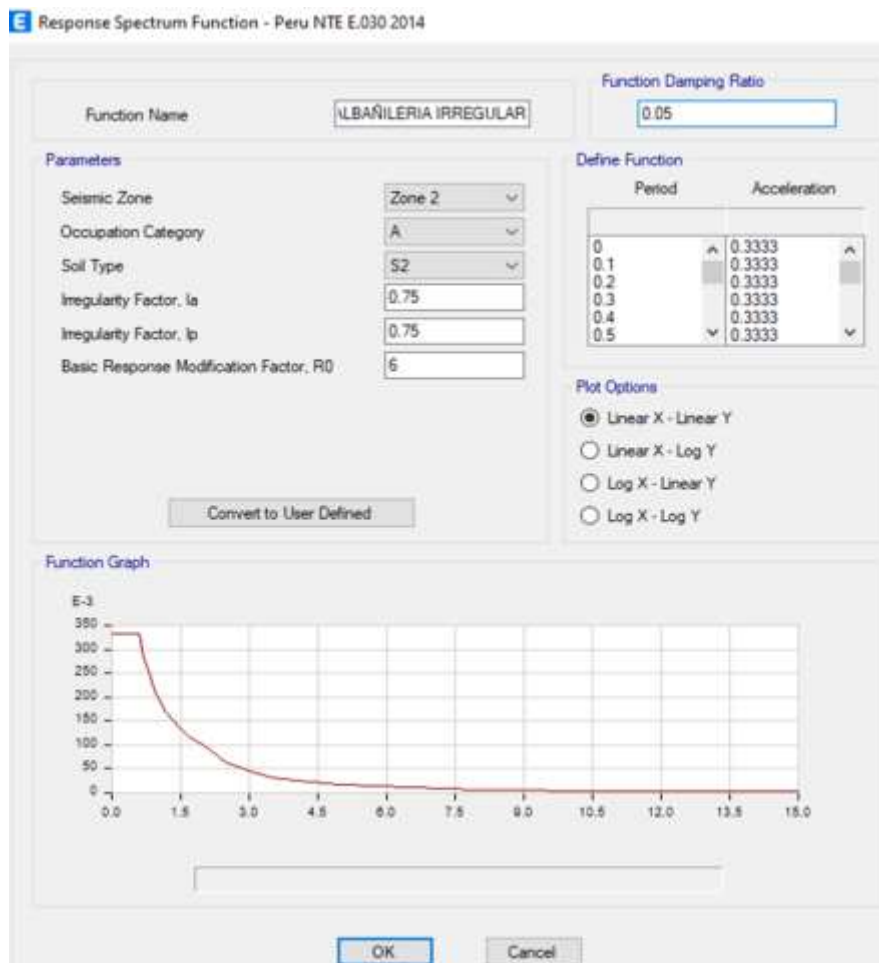 E Response Spectrum Function - Peru NTE E.030 2014
Function Damping Ratio
Function Name ALBAÑILERIA IRREGULAR 0.05
Parameters
Seismic Zone Zone 2
Occupation Category A
Soil Type S2
Irregularity Factor, Ia 0.75
Irregularity Factor, Ip 0.75
Basic Response Modification Factor, R0 6
Convert to User Defined
Define Function
Period Acceleration
0 0.3333
0.1 0.3333
0.2 0.3333
0.3 0.3333
0.4 0.3333
0.5 0.3333
Plot Options
Linear X - Linear Y
Linear X - Log Y
Log X - Linear Y
Log X - Log Y
Function Graph
E-3
350
300
250
200
150
100
50
0
0.0 1.5 3.0 4.5 6.0 7.5 9.0 10.5 12.0 13.5 15.0
OK Cancel